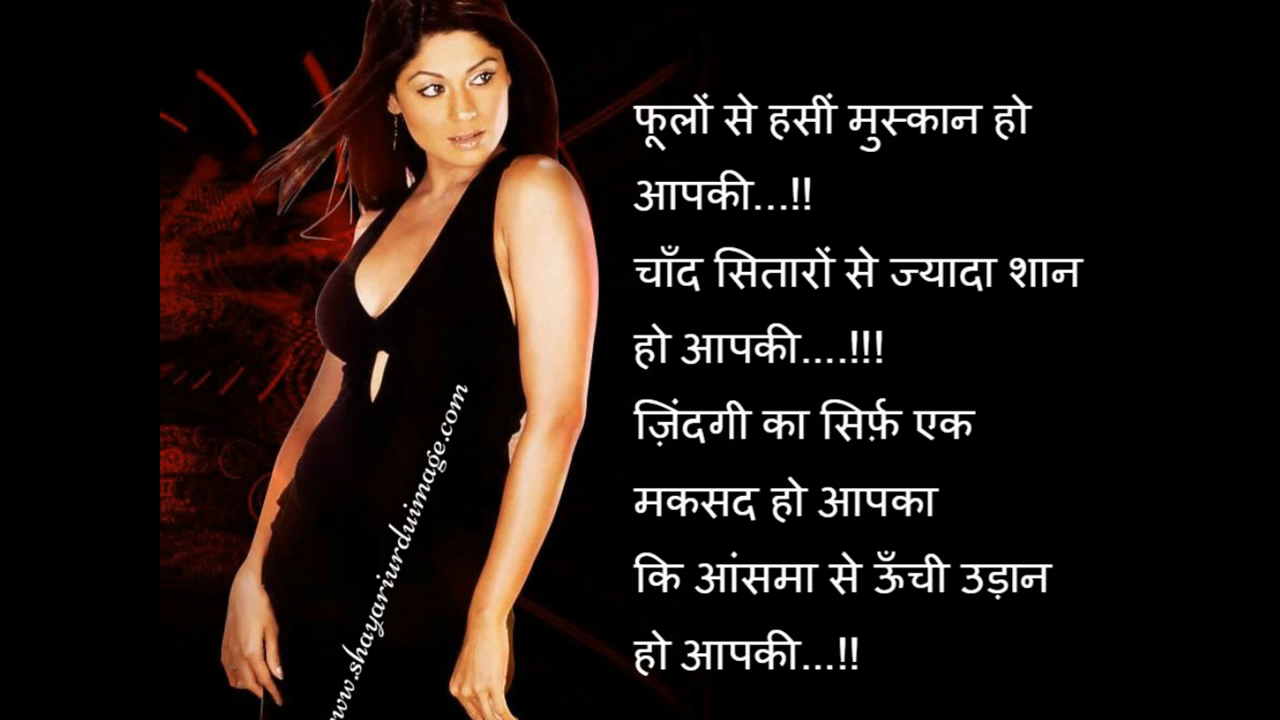 फूलों से हसीं मुस्कान हो
आपकी...!!
चाँद सितारों से ज्यादा शान
हो आपकी....!!!
ज़िंदगी का सिर्फ़ एक
मकसद हो आपका
कि आंसमा से ऊँची उड़ान
हो आपकी...!!
www.shayariurduimage.com